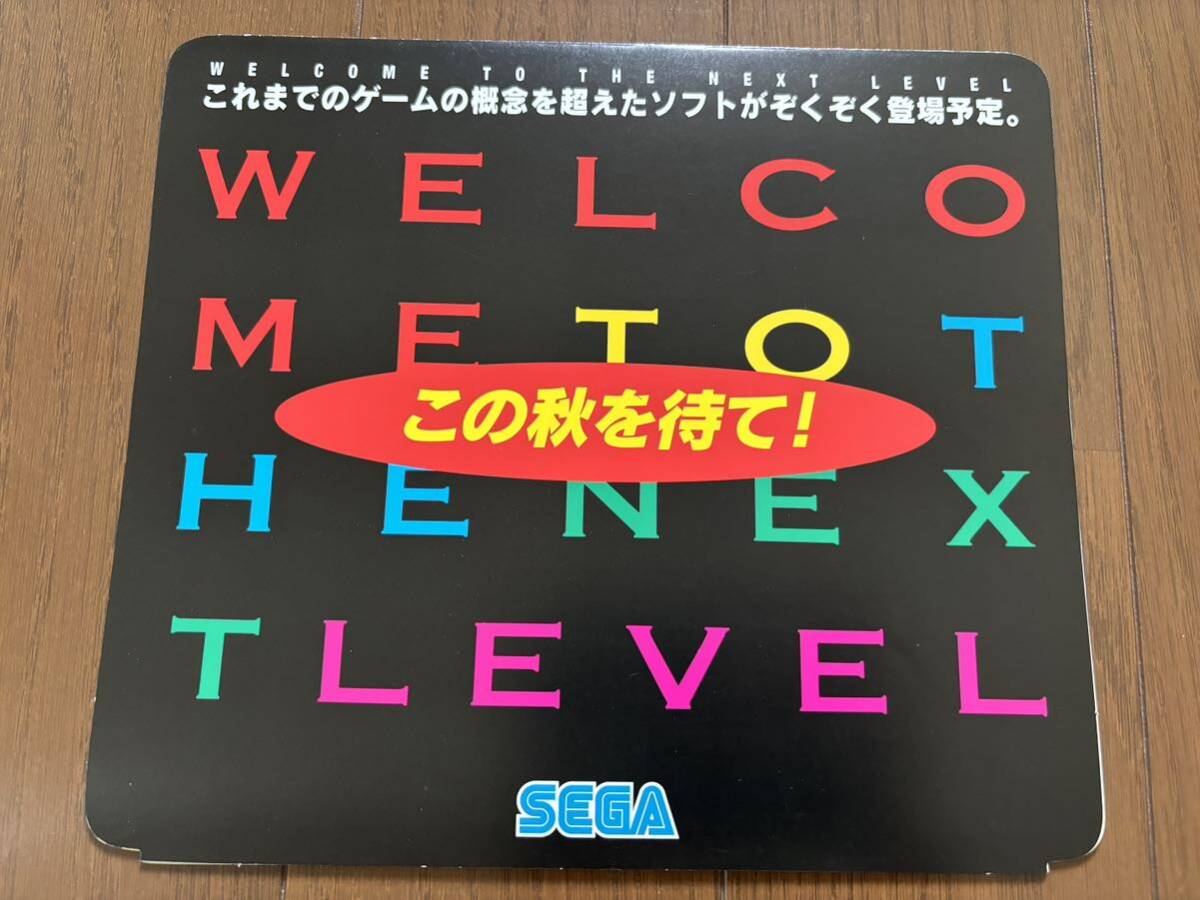 WELCOME TO THE NEXT LEVEL
これまでのゲームの概念を超えたソフトがぞくぞく登場予定。
WELCO
METOT
この秋を待て!
HENEX
TLEVEL
SEGA